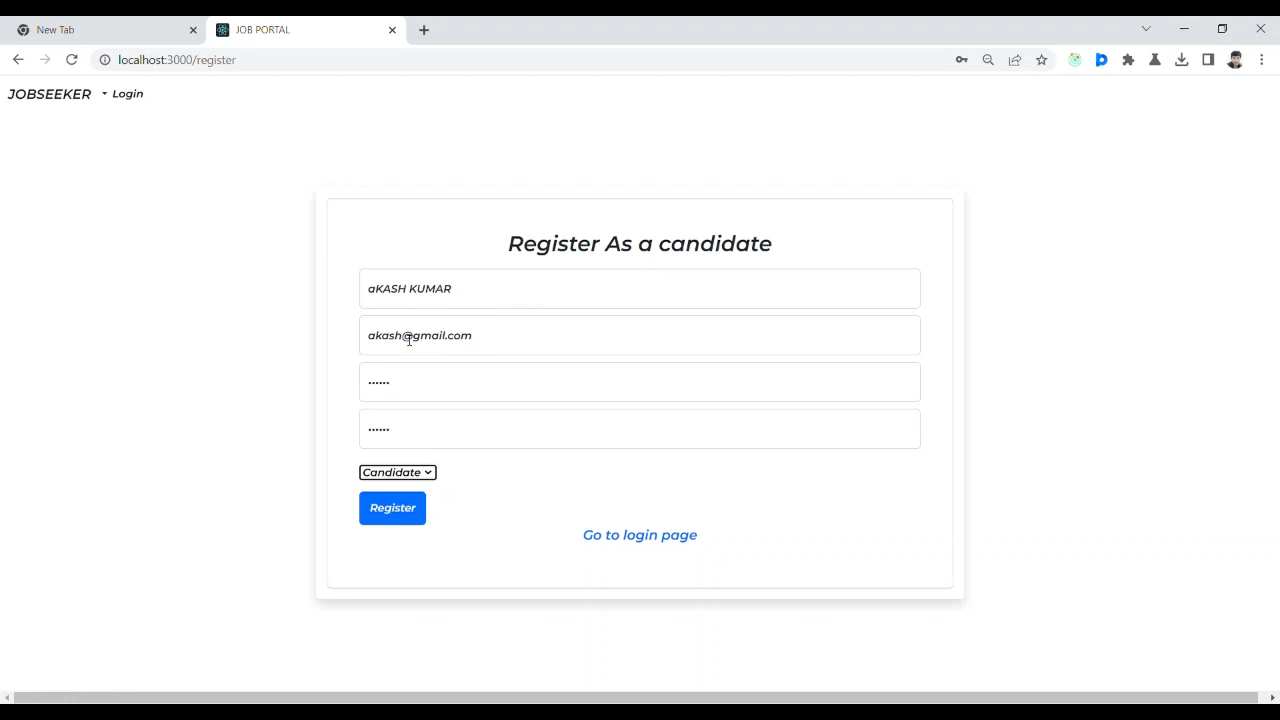 New Tab
JOB PORTAL
localhost:3000/register
JOBSEEKER
Login
Register As a candidate
aKASH KUMAR
akash@gmail.com
••••••
••••••
Candidate
Register
Go to login page